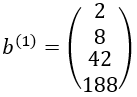 b⁽¹⁾ = (2
8
42
188)